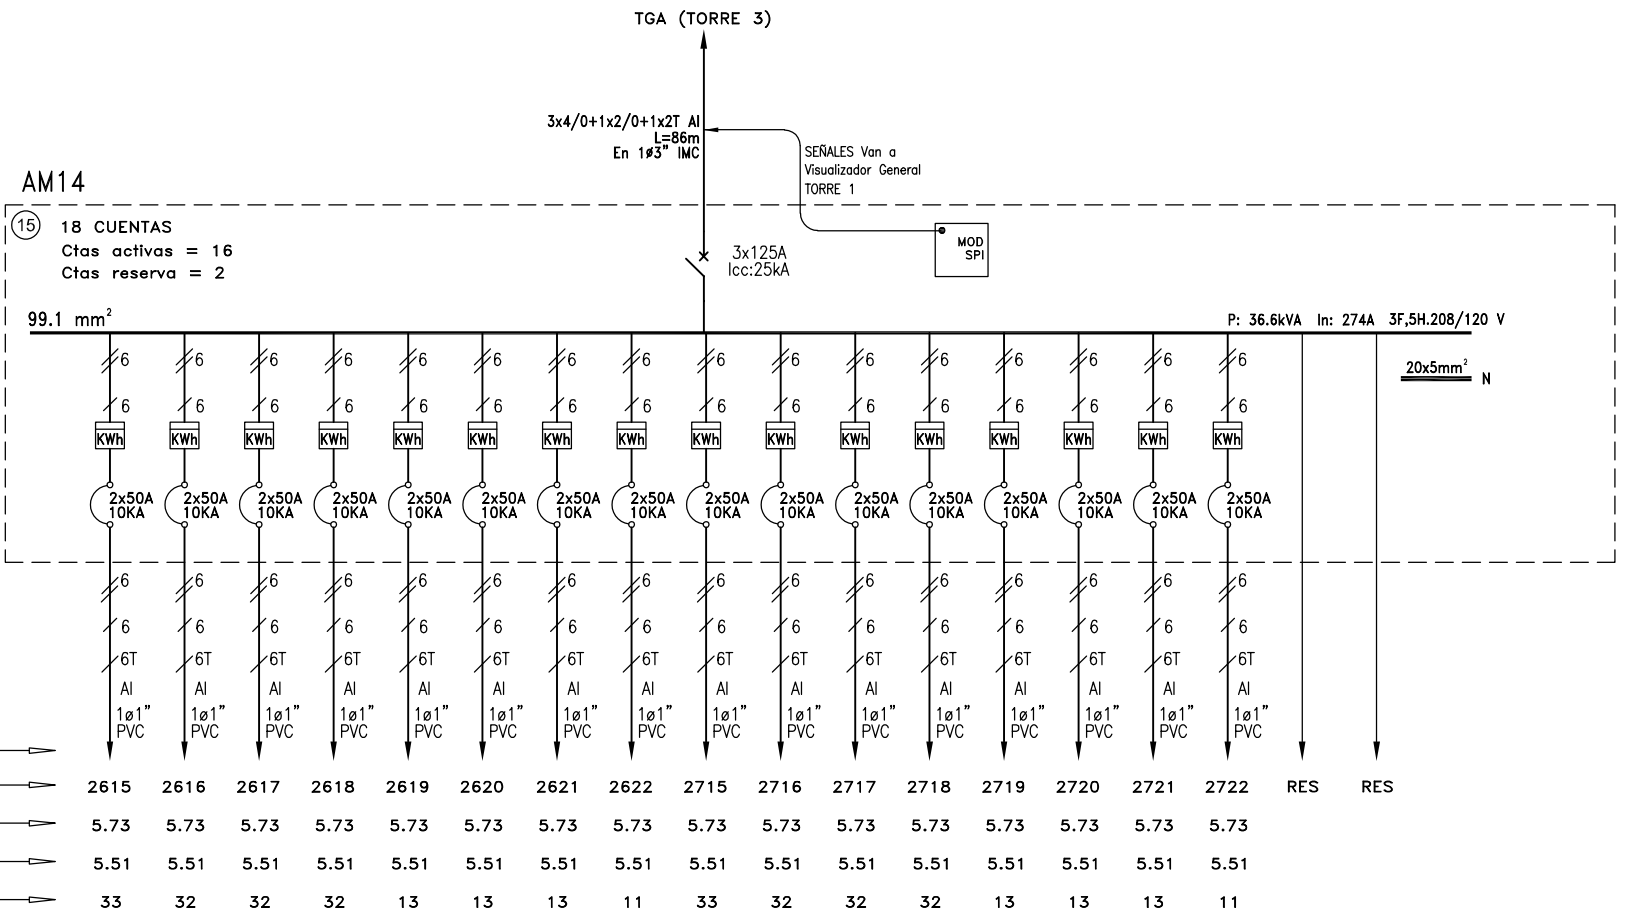 TGA (TORRE 3)
3x4/0+1x2/0+1x2T Al
L=86m
En 1ø3" IMC
SEÑALES Van a
Visualizador General
TORRE 1
AM14
15
18 CUENTAS
Ctas activas = 16
Ctas reserva = 2
3x125A
Icc:25kA
MOD
SPI
99.1 mm²
P: 36.6kVA In: 274A 3F,5H.208/120 V
20x5mm² N
6 6 6 6 6 6 6 6 6 6 6 6 6 6 6 6
6 6 6 6 6 6 6 6 6 6 6 6 6 6 6 6
KWh KWh KWh KWh KWh KWh KWh KWh KWh KWh KWh KWh KWh KWh KWh KWh
2x50A 2x50A 2x50A 2x50A 2x50A 2x50A 2x50A 2x50A 2x50A 2x50A 2x50A 2x50A 2x50A 2x50A 2x50A 2x50A
10KA 10KA 10KA 10KA 10KA 10KA 10KA 10KA 10KA 10KA 10KA 10KA 10KA 10KA 10KA 10KA
6 6 6 6 6 6 6 6 6 6 6 6 6 6 6 6
6 6 6 6 6 6 6 6 6 6 6 6 6 6 6 6
6T 6T 6T 6T 6T 6T 6T 6T 6T 6T 6T 6T 6T 6T 6T 6T
Al Al Al Al Al Al Al Al Al Al Al Al Al Al Al Al
1ø1" 1ø1" 1ø1" 1ø1" 1ø1" 1ø1" 1ø1" 1ø1" 1ø1" 1ø1" 1ø1" 1ø1" 1ø1" 1ø1" 1ø1" 1ø1"
PVC PVC PVC PVC PVC PVC PVC PVC PVC PVC PVC PVC PVC PVC PVC PVC
2615 2616 2617 2618 2619 2620 2621 2622 2715 2716 2717 2718 2719 2720 2721 2722 RES RES
5.73 5.73 5.73 5.73 5.73 5.73 5.73 5.73 5.73 5.73 5.73 5.73 5.73 5.73 5.73 5.73
5.51 5.51 5.51 5.51 5.51 5.51 5.51 5.51 5.51 5.51 5.51 5.51 5.51 5.51 5.51 5.51
33 32 32 32 13 13 13 11 33 32 32 32 13 13 13 11